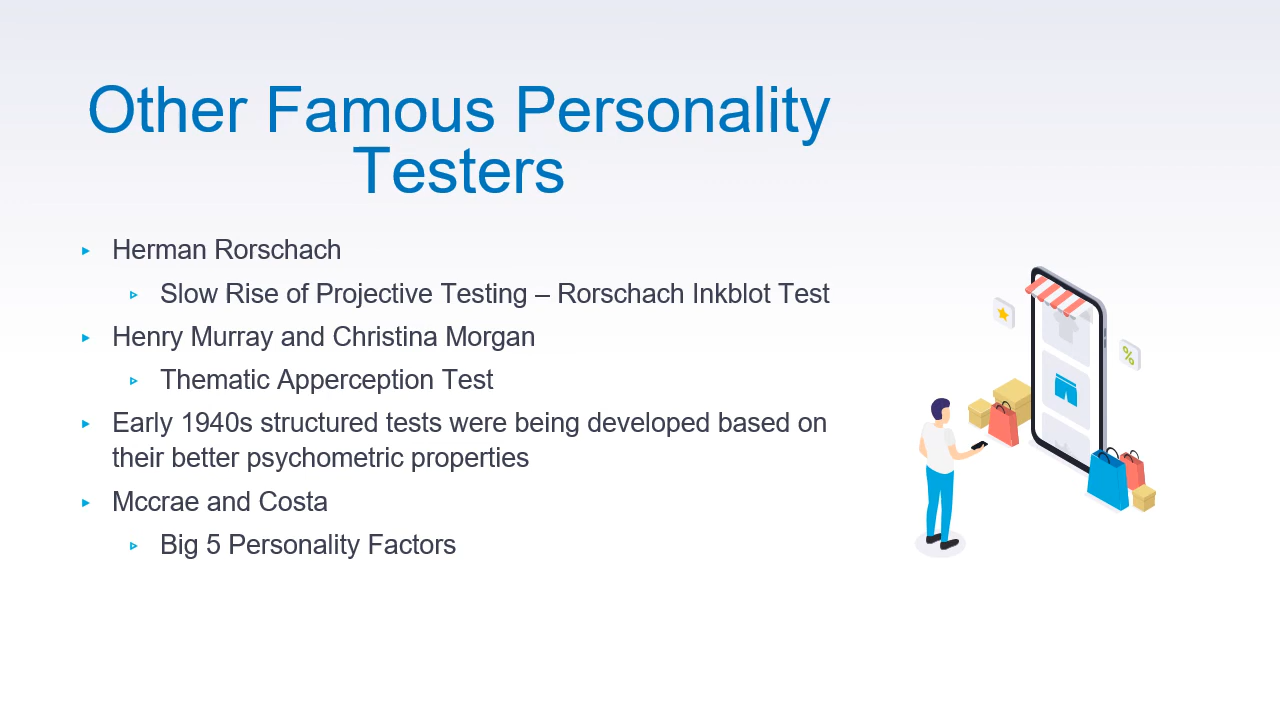 Other Famous Personality
Testers
Herman Rorschach
Slow Rise of Projective Testing – Rorschach Inkblot Test
Henry Murray and Christina Morgan
Thematic Apperception Test
Early 1940s structured tests were being developed based on
their better psychometric properties
Mccrae and Costa
Big 5 Personality Factors
%